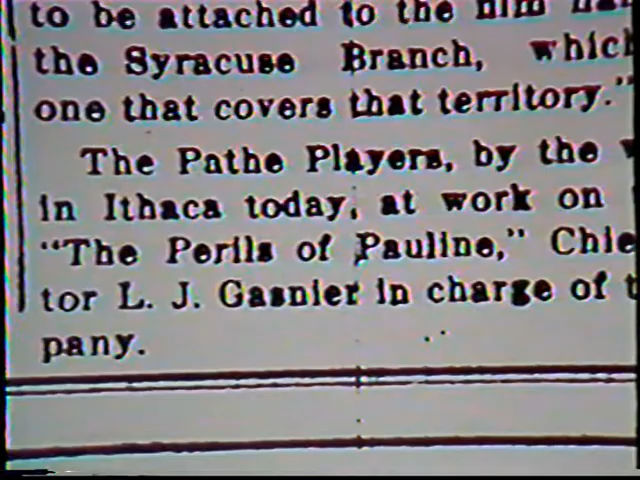 to be attached to the film
the Syracuse Branch, which
one that covers that territory."
The Pathe Players, by the
in Ithaca today, at work on
"The Perils of Pauline," Chie
tor L. J. Gasnier in charge of t
pany.